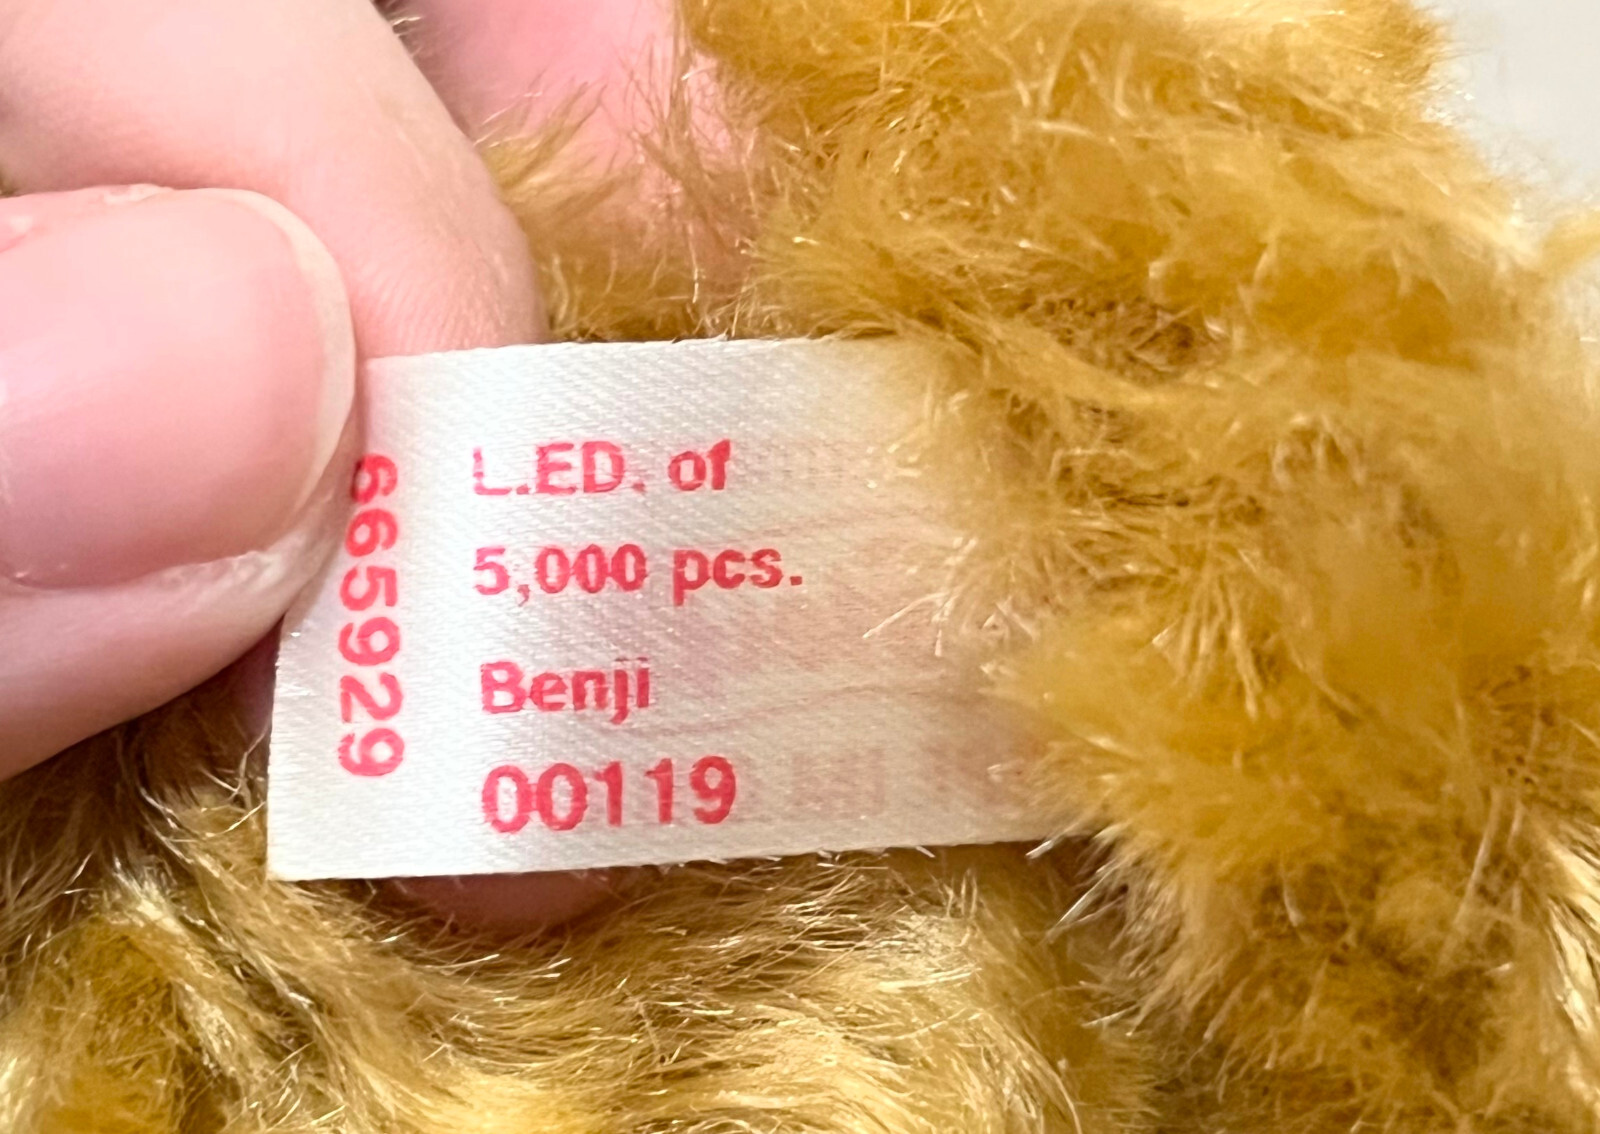 L.ED. of
5,000 pcs.
Benji
00119
665929